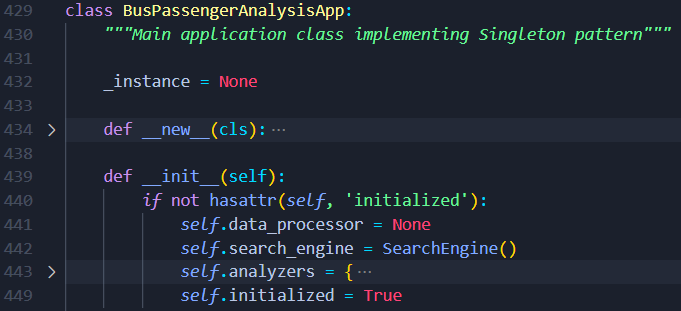 429 class BusPassengerAnalysisApp:
430     """Main application class implementing Singleton pattern"""
431
432     _instance = None
433
434 >   def __new__(cls):···
438
439     def __init__(self):
440         if not hasattr(self, 'initialized'):
441             self.data_processor = None
442             self.search_engine = SearchEngine()
443 >           self.analyzers = {···
449             self.initialized = True